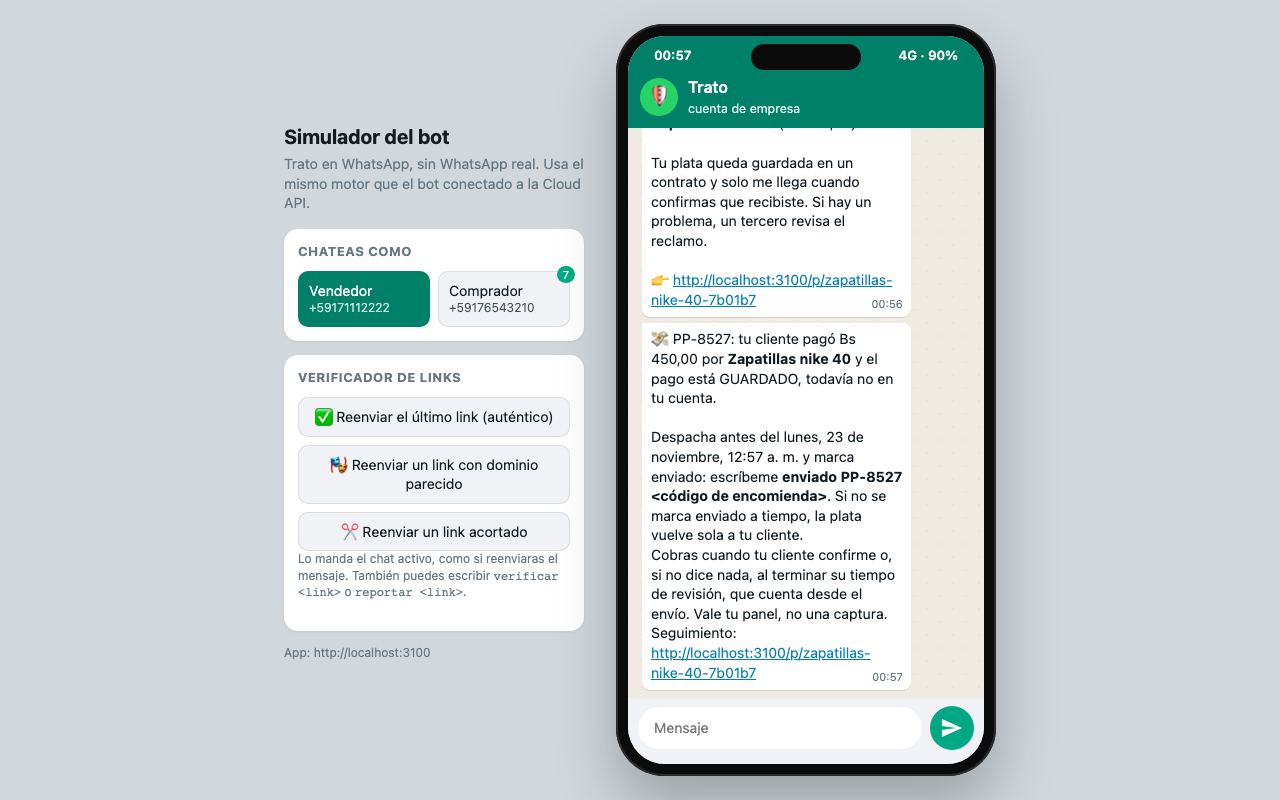 Simulador del bot
Trato en WhatsApp, sin WhatsApp real. Usa el
mismo motor que el bot conectado a la Cloud
API.
CHATEAS COMO
Vendedor
+59171112222
Comprador
+59176543210
7
VERIFICADOR DE LINKS
✅ Reenviar el último link (auténtico)
🎭 Reenviar un link con dominio
parecido
✂️ Reenviar un link acortado
Lo manda el chat activo, como si reenviaras el
mensaje. También puedes escribir verificar
<link> o reportar <link>.
App: http://localhost:3100
00:57
4G · 90%
Trato
cuenta de empresa
Tu plata queda guardada en un
contrato y solo me llega cuando
confirmas que recibiste. Si hay un
problema, un tercero revisa el
reclamo.
👉 http://localhost:3100/p/zapatillas-
nike-40-7b01b7
00:56
💸 PP-8527: tu cliente pagó Bs
450,00 por Zapatillas nike 40 y el
pago está GUARDADO, todavía no en
tu cuenta.
Despacha antes del lunes, 23 de
noviembre, 12:57 a. m. y marca
enviado: escríbeme enviado PP-8527
<código de encomienda>. Si no se
marca enviado a tiempo, la plata
vuelve sola a tu cliente.
Cobras cuando tu cliente confirme o,
si no dice nada, al terminar su tiempo
de revisión, que cuenta desde el
envío. Vale tu panel, no una captura.
Seguimiento:
http://localhost:3100/p/zapatillas-
nike-40-7b01b7
00:57
Mensaje